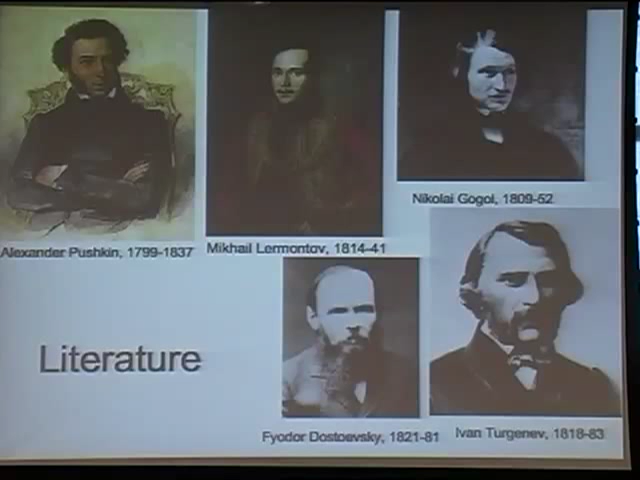 Nikolai Gogol, 1809-52
Alexander Pushkin, 1799-1837
Mikhail Lermontov, 1814-41
Literature
Fyodor Dostoevsky, 1821-81
Ivan Turgenev, 1818-83